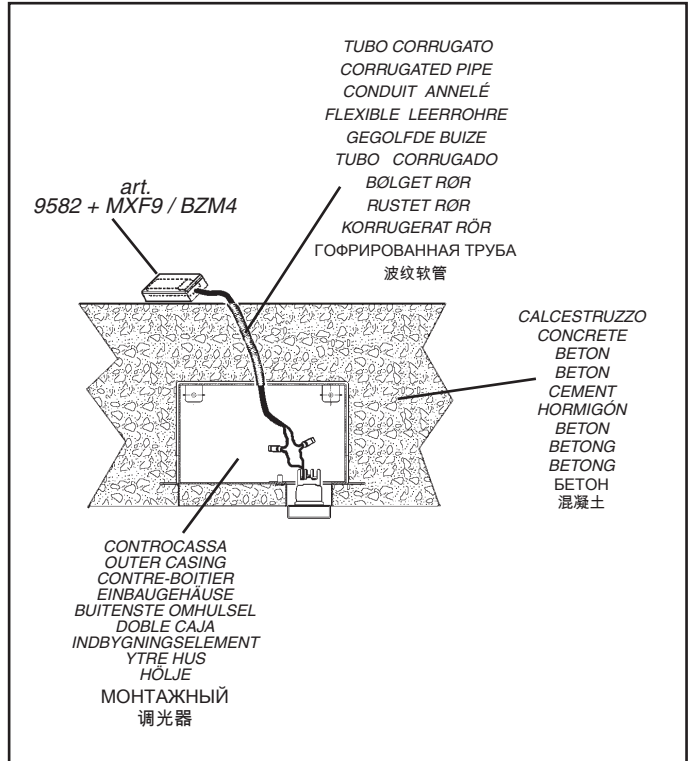 TUBO CORRUGATO
CORRUGATED PIPE
CONDUIT ANNELÉ
FLEXIBLE LEERROHRE
GEGOLFDE BUIZE
TUBO CORRUGADO
BØLGET RØR
RUSTET RØR
KORRUGERAT RÖR
ГОФРИРОВАННАЯ ТРУБА
波纹软管
art.
9582 + MXF9 / BZM4
CALCESTRUZZO
CONCRETE
BETON
BETON
CEMENT
HORMIGÓN
BETON
BETONG
BETONG
БЕТОН
混凝土
CONTROCASSA
OUTER CASING
CONTRE-BOITIER
EINBAUGEHÄUSE
BUITENSTE OMHULSEL
DOBLE CAJA
INDBYGNINGSELEMENT
YTRE HUS
HÖLJE
МОНТАЖНЫЙ
调光器